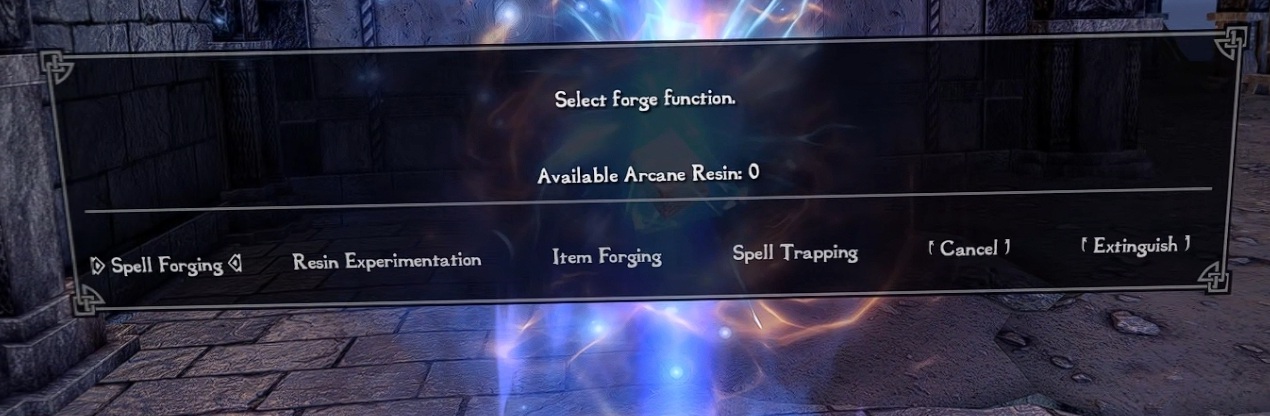 Select forge function.
Available Arcane Resin: 0
Spell Forging Resin Experimentation Item Forging Spell Trapping [ Cancel ] [ Extinguish ]